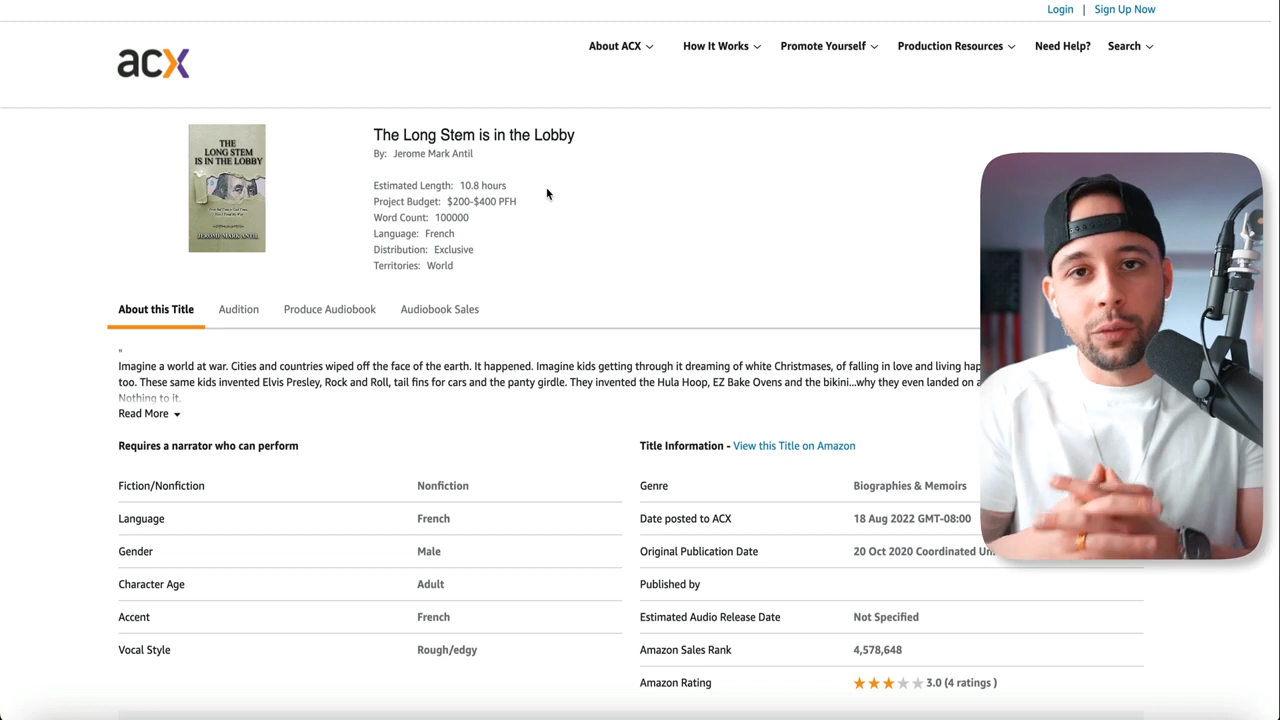 Login | Sign Up Now
acx
About ACX
How It Works
Promote Yourself
Production Resources
Need Help?
Search
THE
LONG STEM
IS IN THE LOBBY
JEROME MARK ANTIL
The Long Stem is in the Lobby
By: Jerome Mark Antil
Estimated Length: 10.8 hours
Project Budget: $200-$400 PFH
Word Count: 100000
Language: French
Distribution: Exclusive
Territories: World
About this Title
Audition
Produce Audiobook
Audiobook Sales
"
Imagine a world at war. Cities and countries wiped off the face of the earth. It happened. Imagine kids getting through it dreaming of white Christmases, of falling in love and living hap
too. These same kids invented Elvis Presley, Rock and Roll, tail fins for cars and the panty girdle. They invented the Hula Hoop, EZ Bake Ovens and the bikini...why they even landed on a
Nothing to it.
Read More
Requires a narrator who can perform
Fiction/Nonfiction Nonfiction
Language French
Gender Male
Character Age Adult
Accent French
Vocal Style Rough/edgy
Title Information - View this Title on Amazon
Genre Biographies & Memoirs
Date posted to ACX 18 Aug 2022 GMT-08:00
Original Publication Date 20 Oct 2020 Coordinated Un
Published by
Estimated Audio Release Date Not Specified
Amazon Sales Rank 4,578,648
Amazon Rating 3.0 (4 ratings )